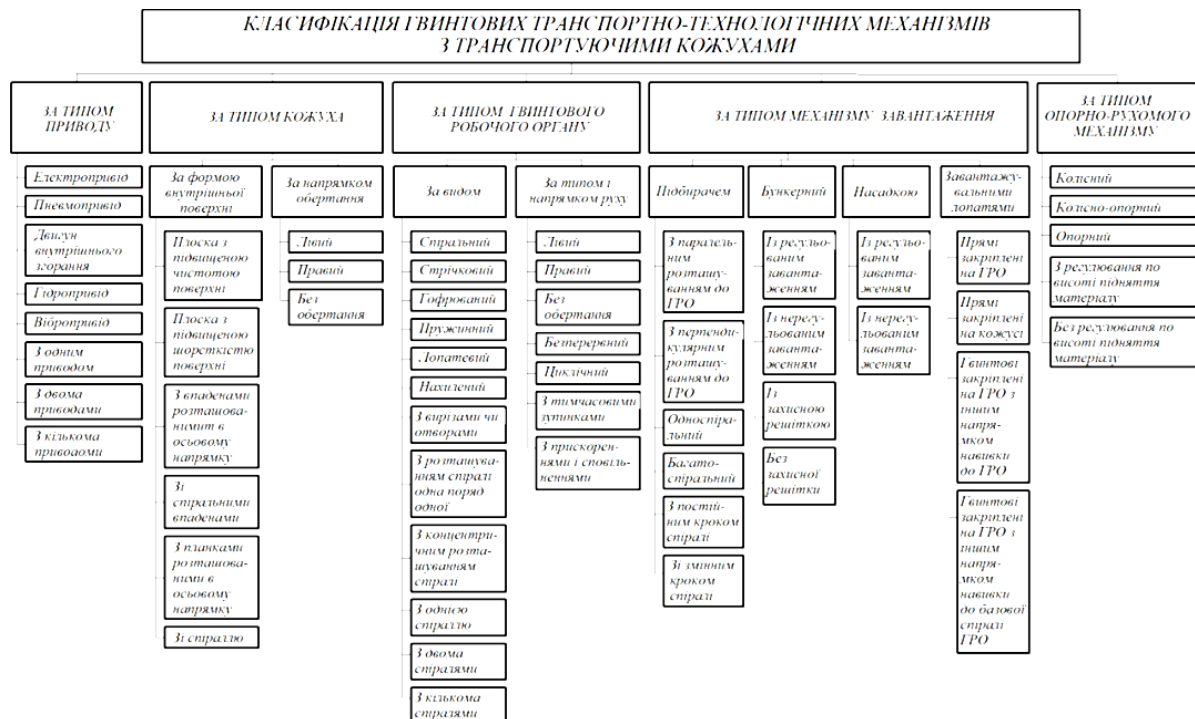 КЛАСИФІКАЦІЯ ГВИНТОВИХ ТРАНСПОРТНО-ТЕХНОЛОГІЧНИХ МЕХАНІЗМІВ
З ТРАНСПОРТУЮЧИМИ КОЖУХАМИ
ЗА ТИПОМ
ПРИВОДУ
Електропривід
Пневмопривід
Двигун
внутрішнього
згорання
Гідропривід
Вібропривід
З одним
приводом
З двома
приводами
З кількома
приводоми
ЗА ТИПОМ КОЖУХА
За формою
внутрішньої
поверхні
Плоска з
підвищеною
чистотою
поверхні
Плоска з
підвищеною
шорсткістю
поверхні
З впаденами
розташованимит в
осьовому
напрямку
Зі
спіральними
впаденами
З планками
розташова-
ними в
осьовому
напрямку
Зі спіраллю
За напрямком
обертання
Лівий
Правий
Без
обертання
ЗА ТИПОМ ГВИНТОВОГО
РОБОЧОГО ОРГАНУ
За видом
Спіральний
Стрічковий
Гофрований
Пружинний
Лопатевий
Нахилений
З вирізами чи
отворами
З розташу-
ванням спіралі
одна поряд
одної
З концентри-
чним розта-
шуванням
спіралі
З однією
спіраллю
З двома
спіралями
З кількома
спіралями
За типом і
напрямком руху
Лівий
Правий
Без
обертання
Безперервний
Циклічний
З тимчасовими
зупинками
З прискорен-
нями і сповіль-
неннями
ЗА ТИПОМ МЕХАНІЗМУ ЗАВАНТАЖЕННЯ
Підбирачем
З паралель-
ним
розташу-
ванням до ГРО
З перпенди-
кулярним
розташу-
ванням до
ГРО
Односпіра-
льний
Багато-
спіральний
З постій-
ним кроком
спіралі
Зі змінним
кроком
спіралі
Бункерний
Із регульо-
ваним
заванта-
женням
Із нерегу-
льованим
заванта-
женням
Із
захисною
решіткою
Без
захисної
решітки
Насадкою
Із регульо-
ваним
заванта-
женням
Із нерегу-
льованим
заванта-
женням
Завантажу-
вальними
лопатями
Прямі
закріплені
на ГРО
Прямі
закріплені
на кожусі
Гвинтові
закріплені
на ГРО з
іншим
напря-
мком
навивки
до ГРО
Гвинтові
закріплені
на ГРО з
іншим
напря-
мком
навивки
до базової
спіралі
ГРО
ЗА ТИПОМ
ОПОРНО-РУХОМОГО
МЕХАНІЗМУ
Колісний
Колісно-опорний
Опорний
З регулювання по
висоті підняття
матеріалу
Без регулювання по
висоті підняття
матеріалу